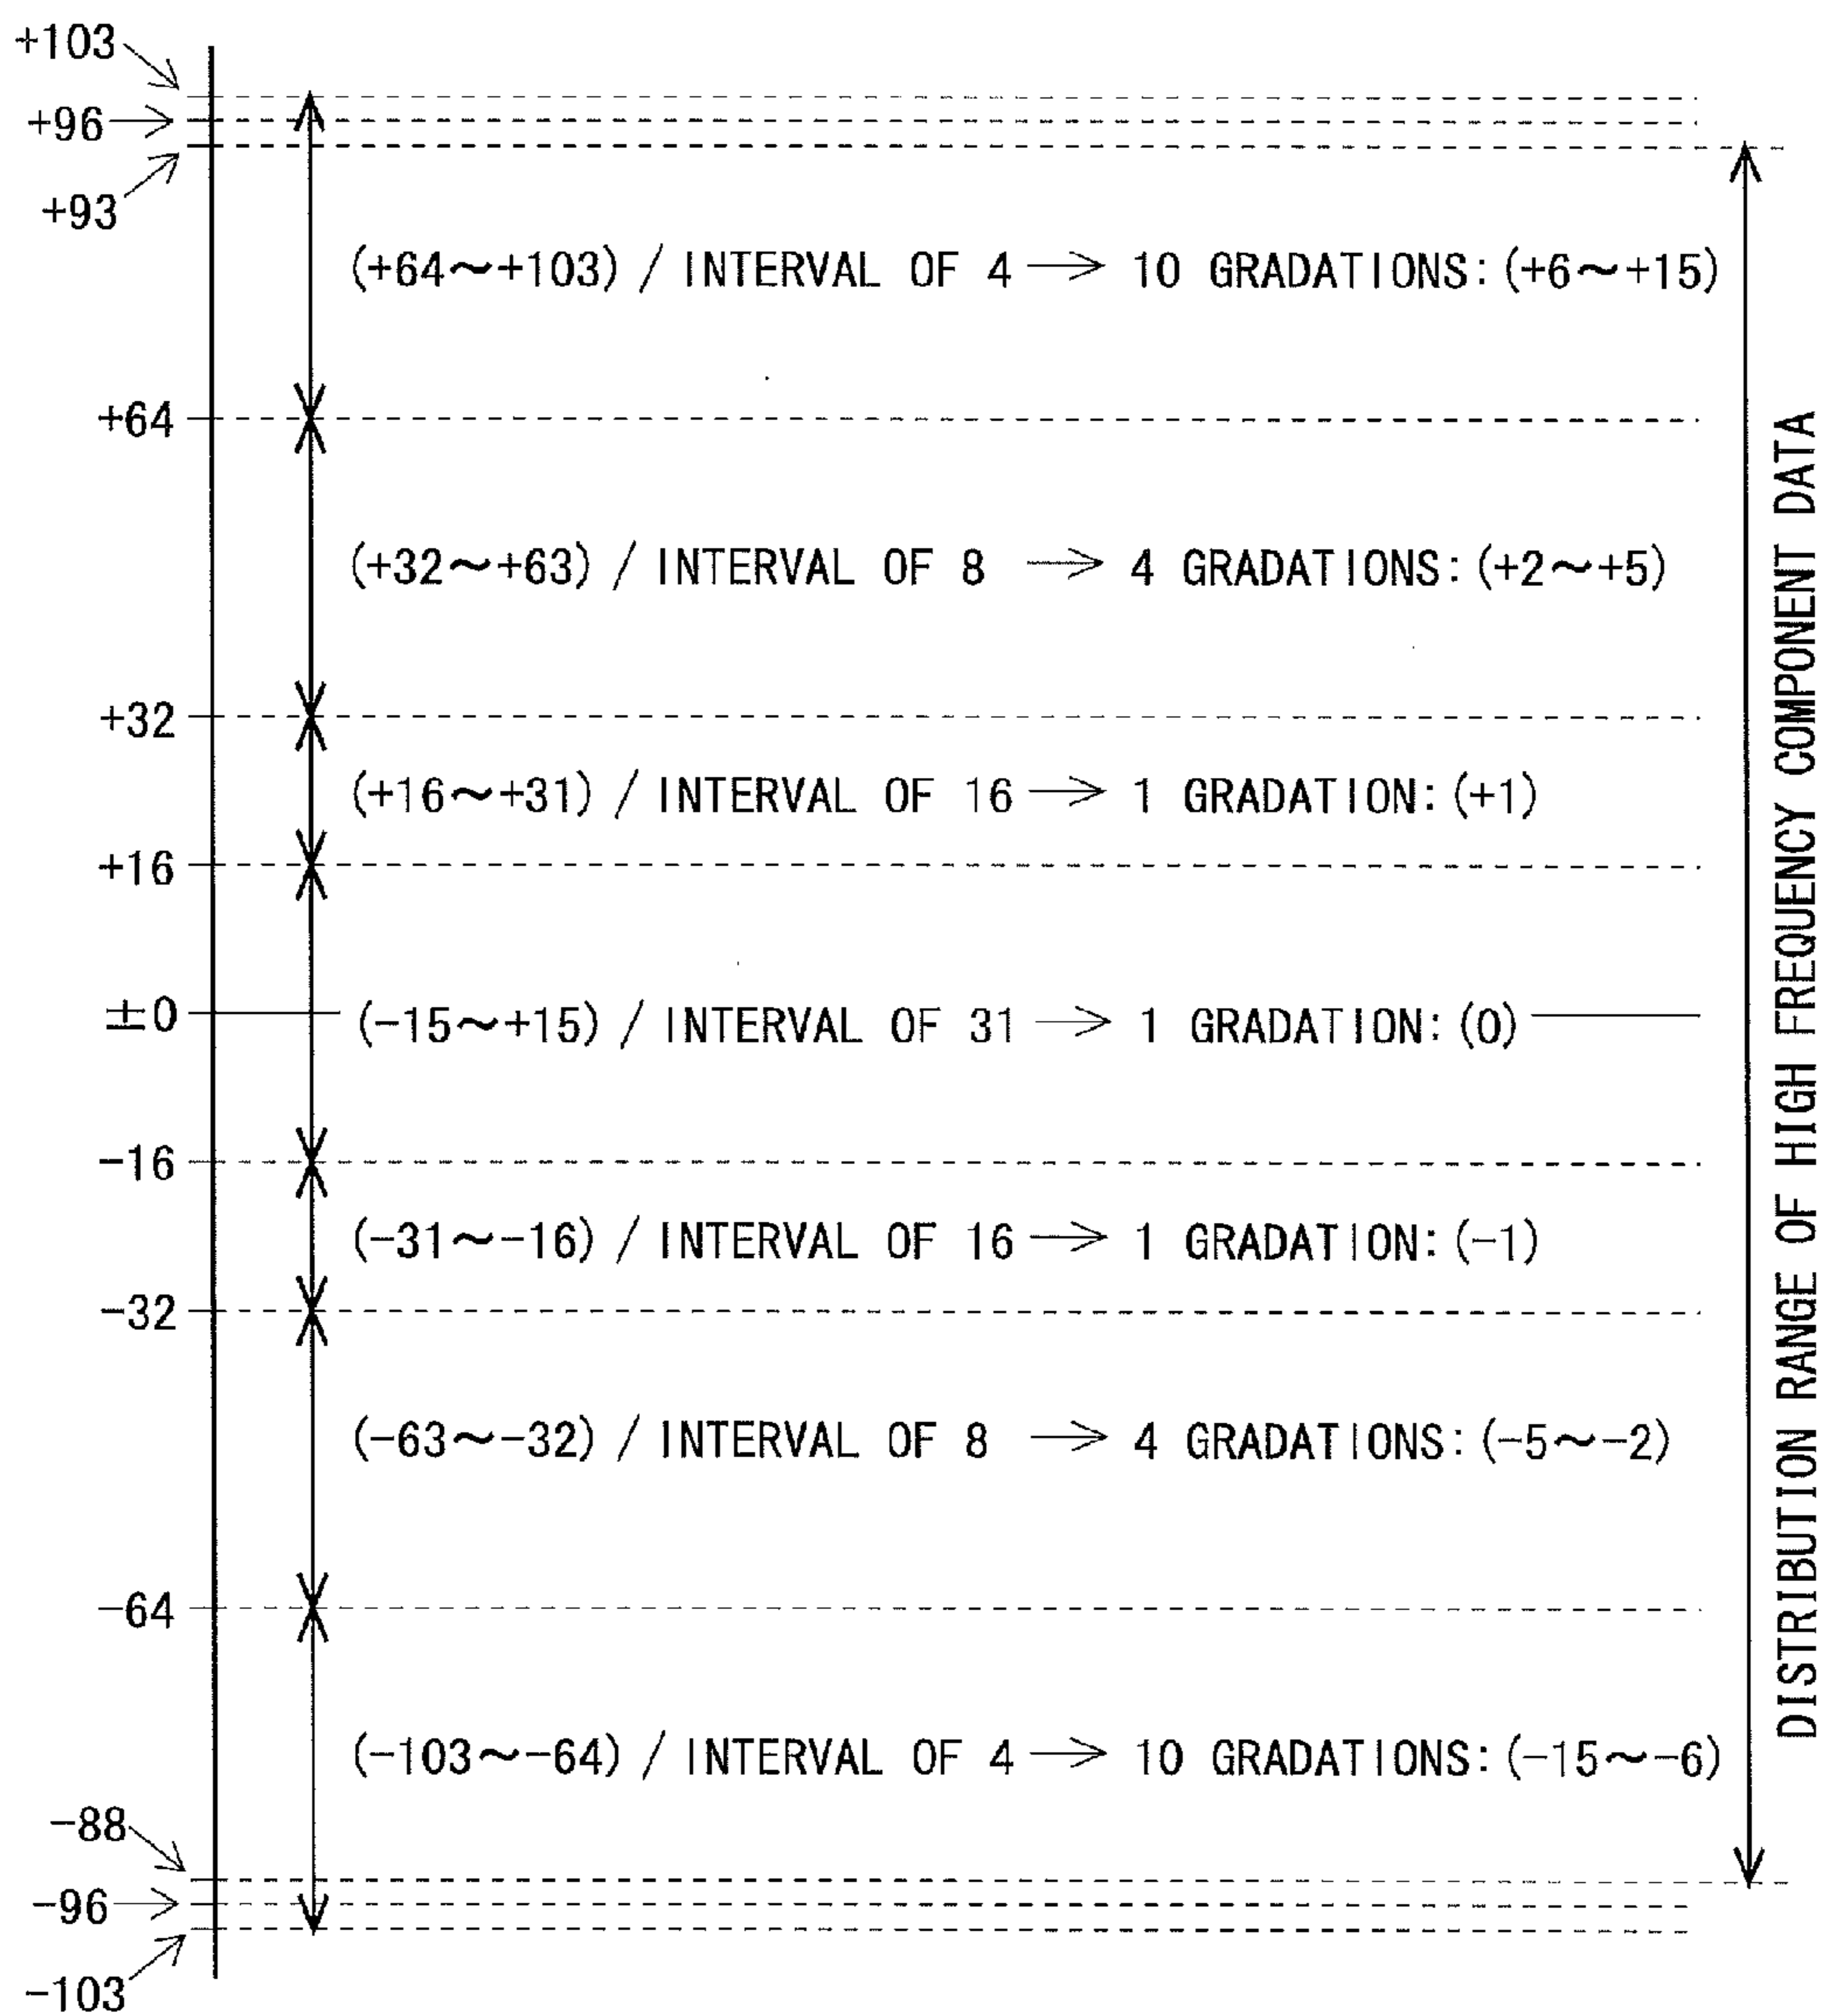 +103
+96
+93
(+64~+103) / INTERVAL OF 4 → 10 GRADATIONS:(+6~+15)
+64
(+32~+63) / INTERVAL OF 8 → 4 GRADATIONS:(+2~+5)
+32
(+16~+31) / INTERVAL OF 16 → 1 GRADATION:(+1)
+16
±0
(-15~+15) / INTERVAL OF 31 → 1 GRADATION:(0)
-16
(-31~-16) / INTERVAL OF 16 → 1 GRADATION:(-1)
-32
(-63~-32) / INTERVAL OF 8 → 4 GRADATIONS:(-5~-2)
-64
(-103~-64) / INTERVAL OF 4 → 10 GRADATIONS:(-15~-6)
-88
-96
-103
DISTRIBUTION RANGE OF HIGH FREQUENCY COMPONENT DATA